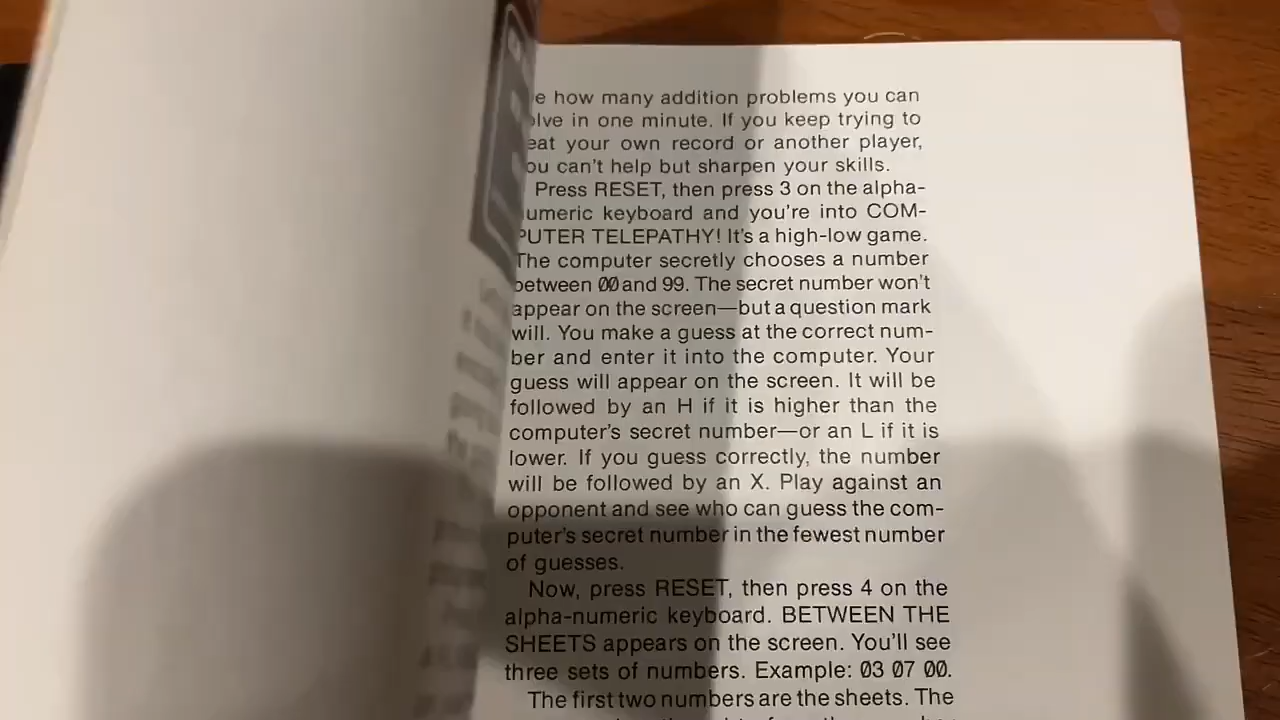 how many addition problems you can
in one minute. If you keep trying to
your own record or another player,
can't help but sharpen your skills.
Press RESET, then press 3 on the alpha-
numeric keyboard and you're into COM-
PUTER TELEPATHY! It's a high-low game.
The computer secretly chooses a number
between 00 and 99. The secret number won't
appear on the screen—but a question mark
will. You make a guess at the correct num-
ber and enter it into the computer. Your
guess will appear on the screen. It will be
followed by an H if it is higher than the
computer's secret number—or an L if it is
lower. If you guess correctly, the number
will be followed by an X. Play against an
opponent and see who can guess the com-
puter's secret number in the fewest number
of guesses.
Now, press RESET, then press 4 on the
alpha-numeric keyboard. BETWEEN THE
SHEETS appears on the screen. You'll see
three sets of numbers. Example: 03 07 00.
The first two numbers are the sheets. The